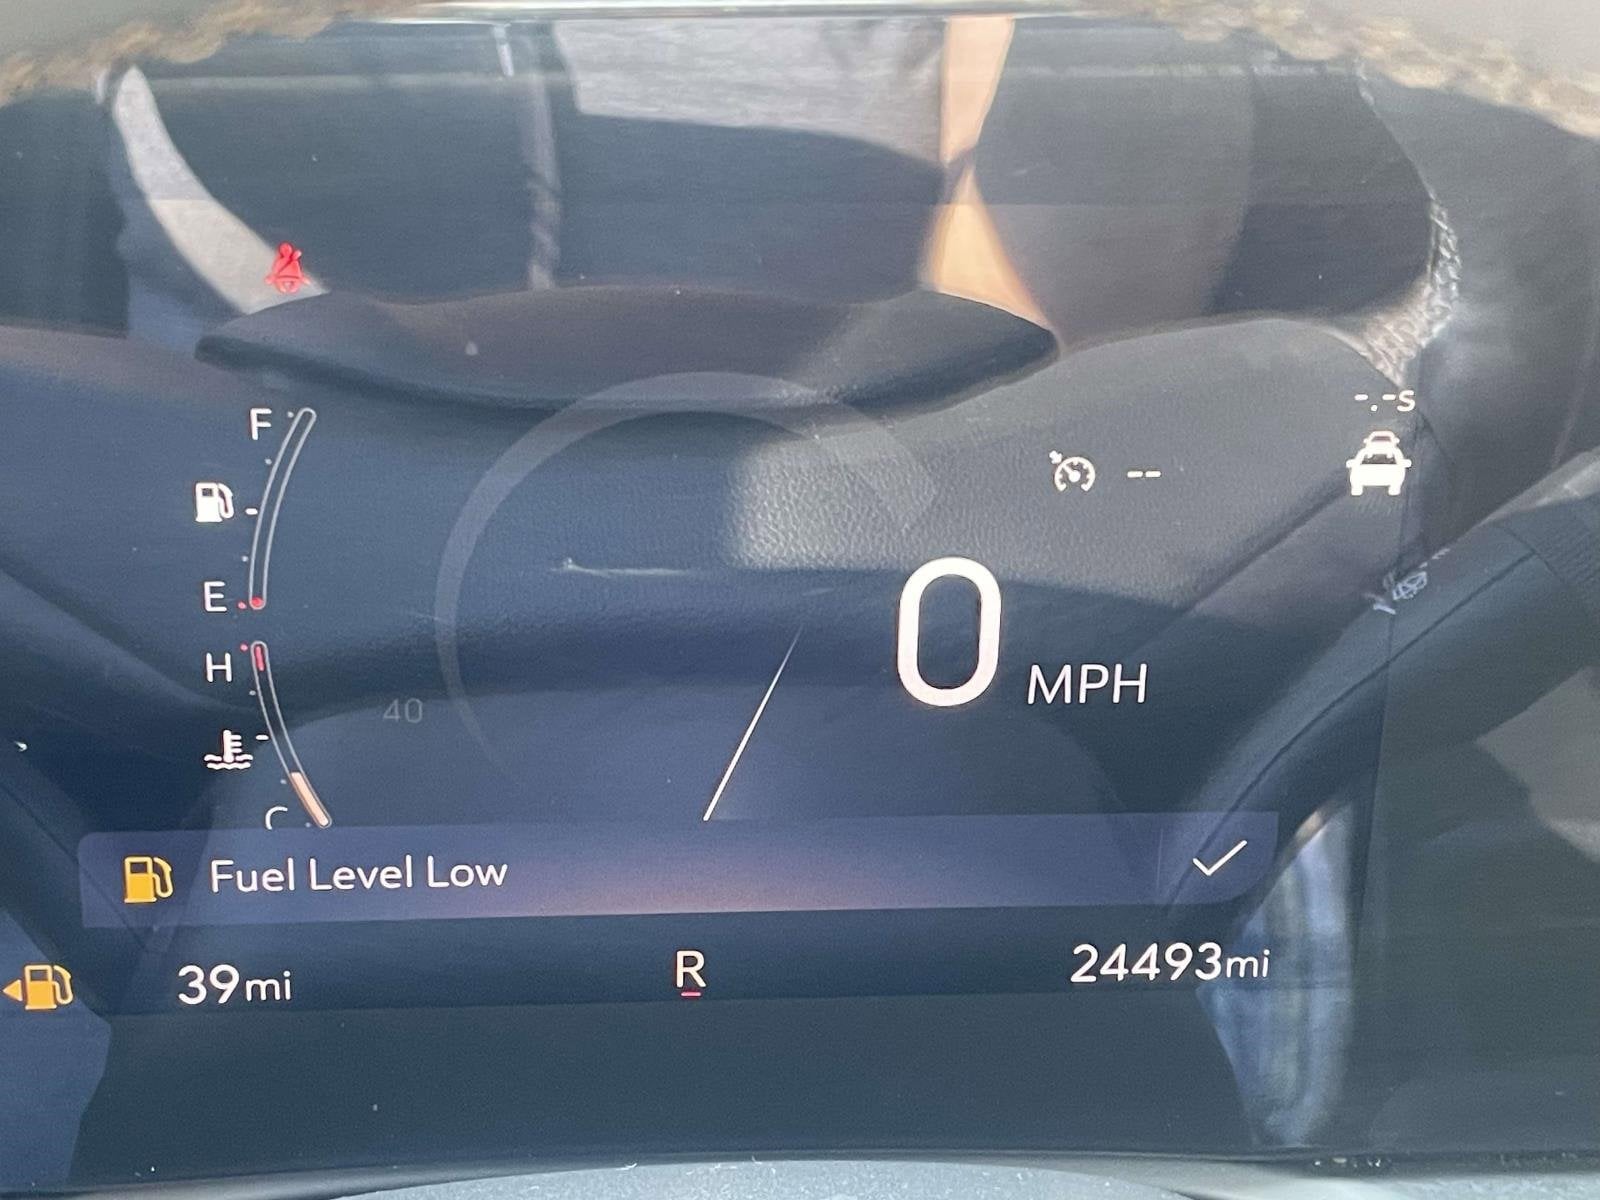 F
E
H
C
-.-s
--
0 MPH
40
Fuel Level Low
39mi
R
24493mi